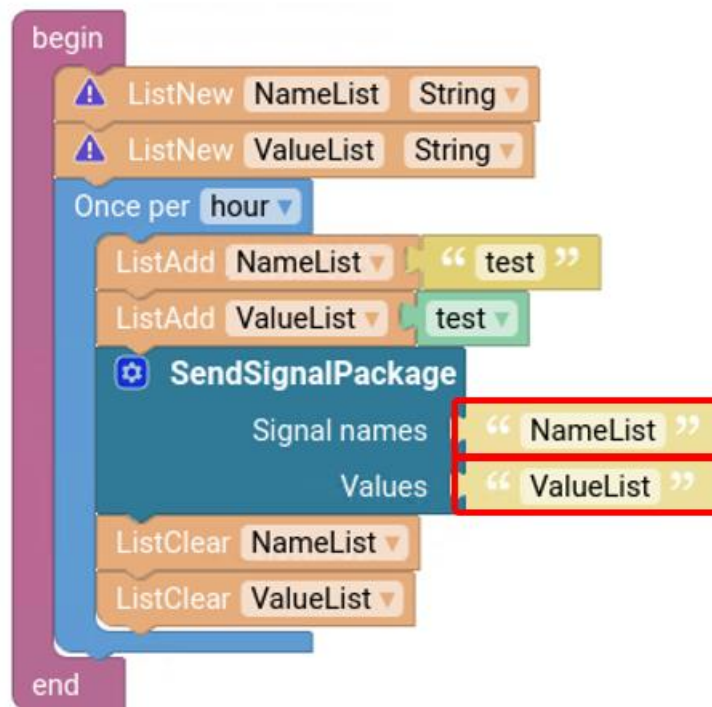 begin
ListNew NameList String
ListNew ValueList String
Once per hour
ListAdd NameList “ test ”
ListAdd ValueList test
SendSignalPackage
Signal names “ NameList ”
Values “ ValueList ”
ListClear NameList
ListClear ValueList
end